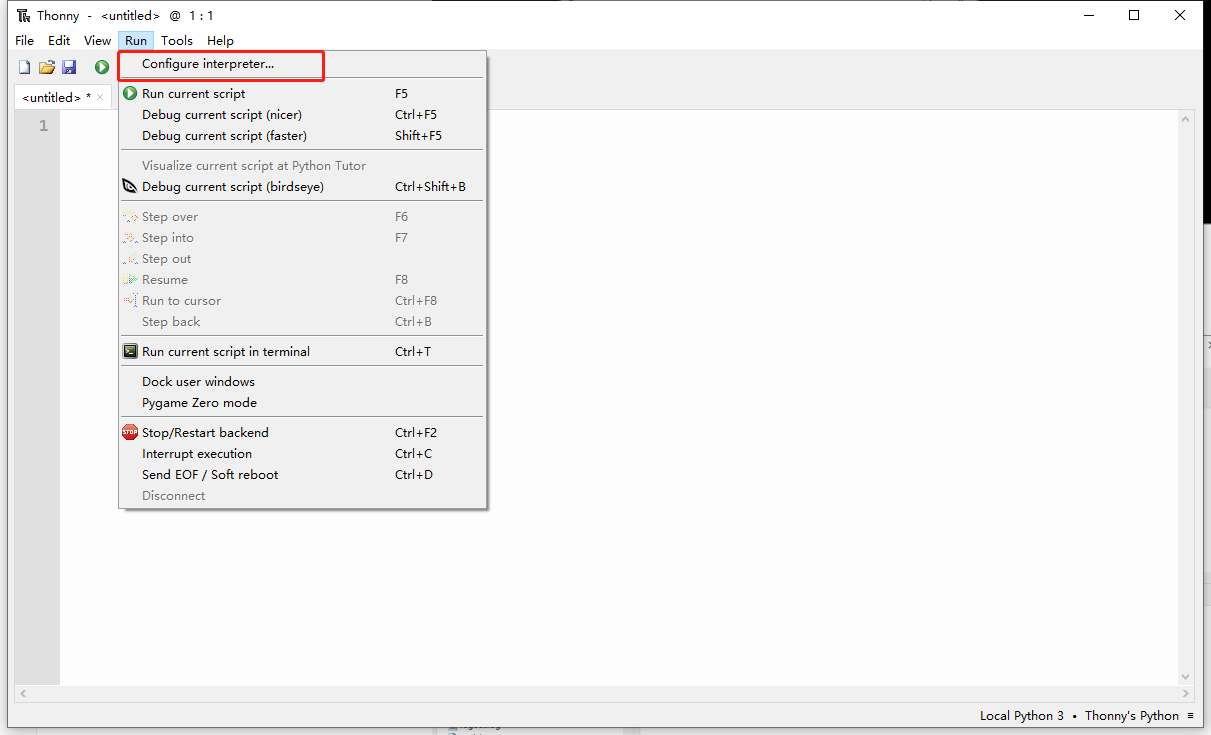 Thonny - <untitled> @ 1 : 1
File Edit View Run Tools Help
Configure interpreter...
<untitled> *
1
Run current script F5
Debug current script (nicer) Ctrl+F5
Debug current script (faster) Shift+F5
Visualize current script at Python Tutor
Debug current script (birdseye) Ctrl+Shift+B
Step over F6
Step into F7
Step out
Resume F8
Run to cursor Ctrl+F8
Step back Ctrl+B
Run current script in terminal Ctrl+T
Dock user windows
Pygame Zero mode
STOP Stop/Restart backend Ctrl+F2
Interrupt execution Ctrl+C
Send EOF / Soft reboot Ctrl+D
Disconnect
Local Python 3 • Thonny's Python ≡